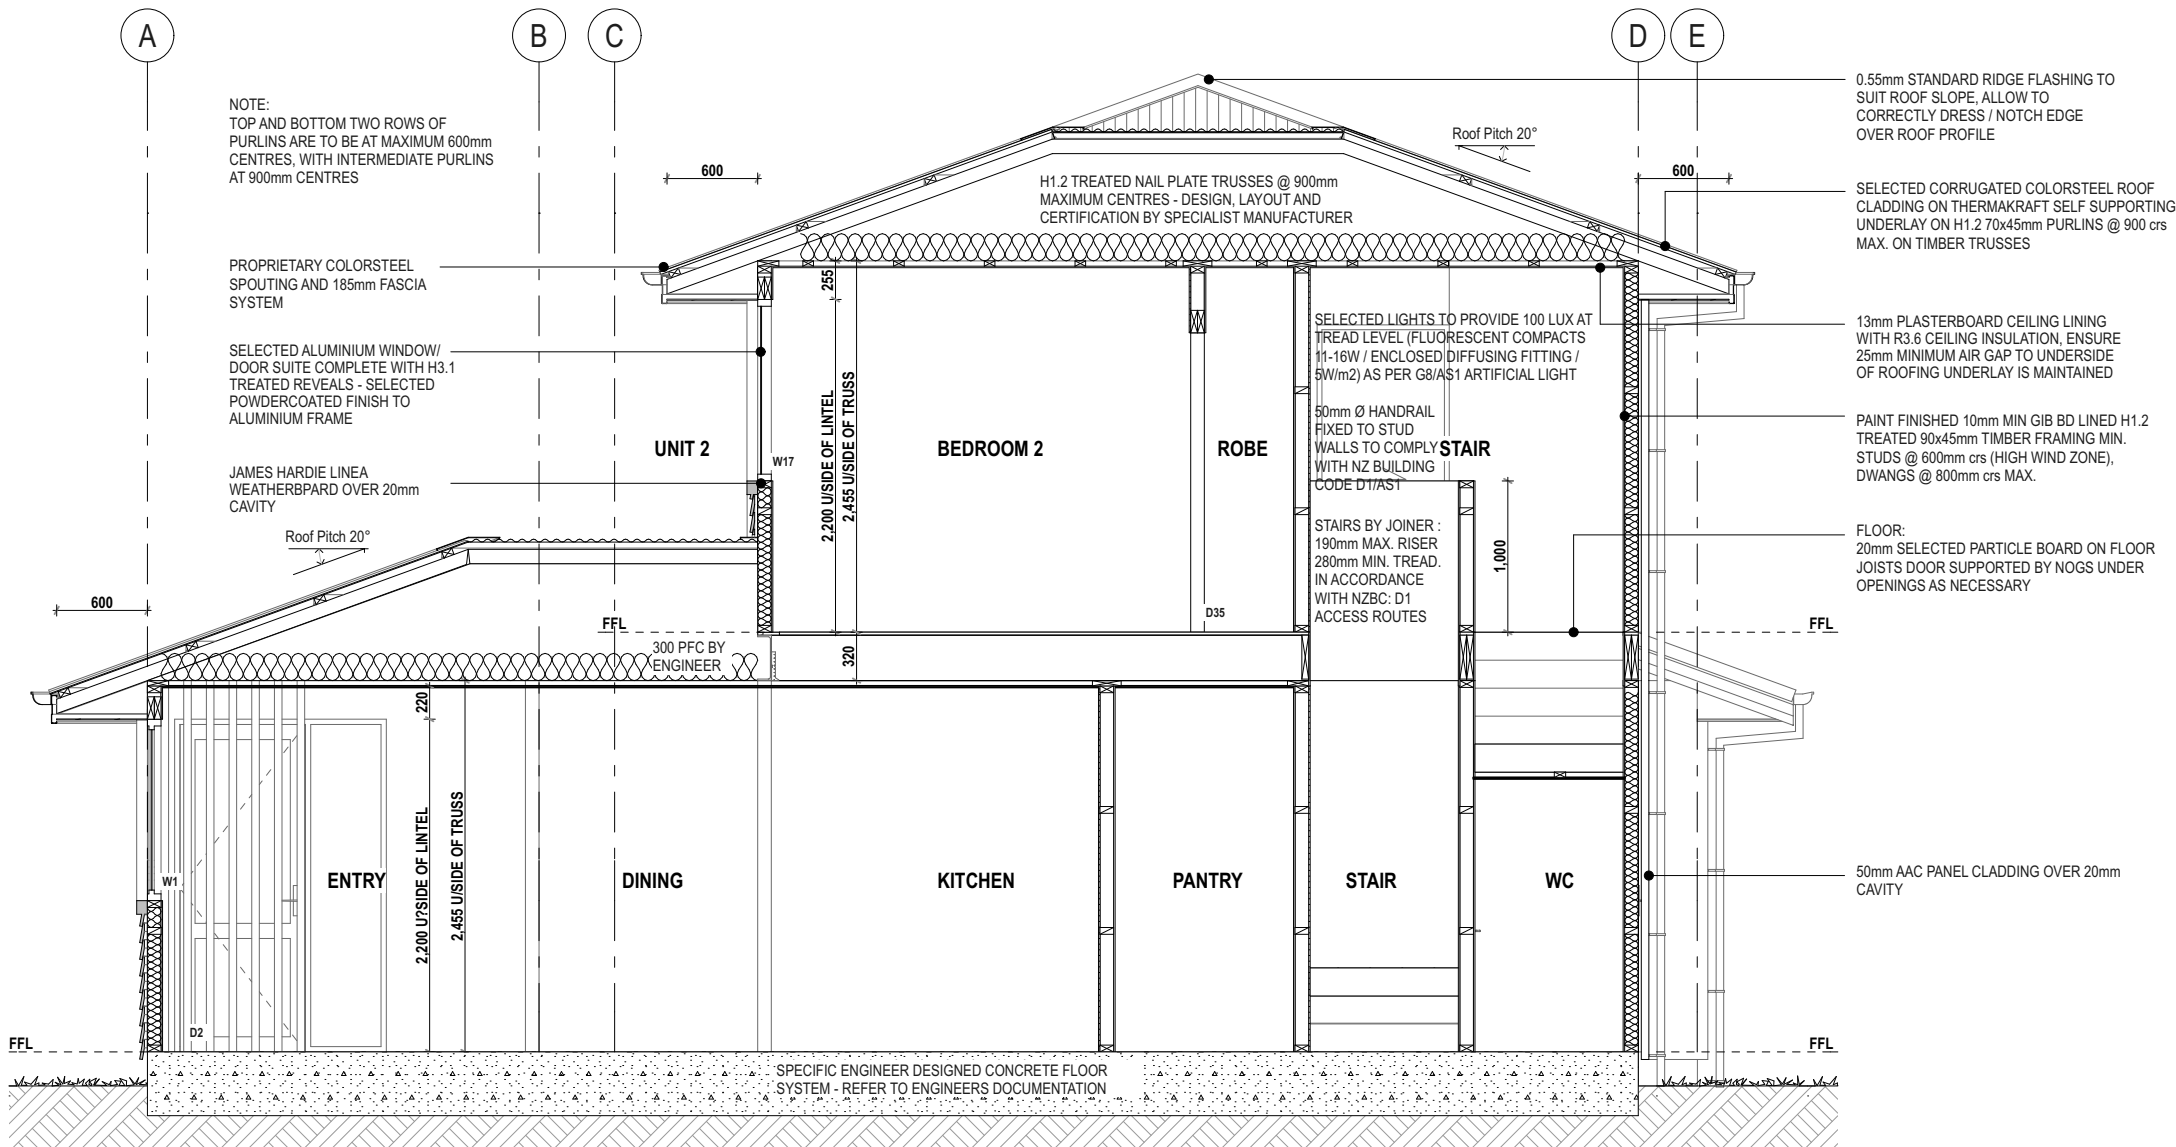 A
B
C
D
E
NOTE:
TOP AND BOTTOM TWO ROWS OF
PURLINS ARE TO BE AT MAXIMUM 600mm
CENTRES, WITH INTERMEDIATE PURLINS
AT 900mm CENTRES
0.55mm STANDARD RIDGE FLASHING TO
SUIT ROOF SLOPE, ALLOW TO
CORRECTLY DRESS / NOTCH EDGE
OVER ROOF PROFILE
Roof Pitch 20°
600
600
H1.2 TREATED NAIL PLATE TRUSSES @ 900mm
MAXIMUM CENTRES - DESIGN, LAYOUT AND
CERTIFICATION BY SPECIALIST MANUFACTURER
SELECTED CORRUGATED COLORSTEEL ROOF
CLADDING ON THERMAKRAFT SELF SUPPORTING
UNDERLAY ON H1.2 70x45mm PURLINS @ 900 crs
MAX. ON TIMBER TRUSSES
PROPRIETARY COLORSTEEL
SPOUTING AND 185mm FASCIA
SYSTEM
255
SELECTED LIGHTS TO PROVIDE 100 LUX AT
TREAD LEVEL (FLUORESCENT COMPACTS
11-16W / ENCLOSED DIFFUSING FITTING /
5W/m2) AS PER G8/AS1 ARTIFICIAL LIGHT
13mm PLASTERBOARD CEILING LINING
WITH R3.6 CEILING INSULATION, ENSURE
25mm MINIMUM AIR GAP TO UNDERSIDE
OF ROOFING UNDERLAY IS MAINTAINED
SELECTED ALUMINIUM WINDOW/
DOOR SUITE COMPLETE WITH H3.1
TREATED REVEALS - SELECTED
POWDERCOATED FINISH TO
ALUMINIUM FRAME
2,200 U/SIDE OF LINTEL
2,455 U/SIDE OF TRUSS
50mm Ø HANDRAIL
FIXED TO STUD
WALLS TO COMPLY
WITH NZ BUILDING
CODE D1/AS1
PAINT FINISHED 10mm MIN GIB BD LINED H1.2
TREATED 90x45mm TIMBER FRAMING MIN.
STUDS @ 600mm crs (HIGH WIND ZONE),
DWANGS @ 800mm crs MAX.
UNIT 2
W17
BEDROOM 2
ROBE
STAIR
JAMES HARDIE LINEA
WEATHERBPARD OVER 20mm
CAVITY
Roof Pitch 20°
STAIRS BY JOINER :
190mm MAX. RISER
280mm MIN. TREAD.
IN ACCORDANCE
WITH NZBC: D1
ACCESS ROUTES
1,000
FLOOR:
20mm SELECTED PARTICLE BOARD ON FLOOR
JOISTS DOOR SUPPORTED BY NOGS UNDER
OPENINGS AS NECESSARY
600
D35
FFL
FFL
300 PFC BY
ENGINEER
320
220
2,200 U?SIDE OF LINTEL
2,455 U/SIDE OF TRUSS
W1
ENTRY
DINING
KITCHEN
PANTRY
STAIR
WC
50mm AAC PANEL CLADDING OVER 20mm
CAVITY
D2
FFL
FFL
SPECIFIC ENGINEER DESIGNED CONCRETE FLOOR
SYSTEM - REFER TO ENGINEERS DOCUMENTATION